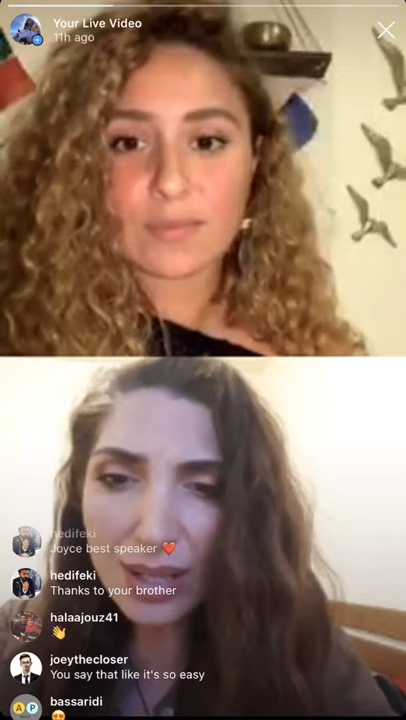 Your Live Video
11h ago
hedifeki
Joyce best speaker ❤️
hedifeki
Thanks to your brother
halaajouz41
👋
joeythecloser
You say that like it's so easy
A P
bassaridi
😍